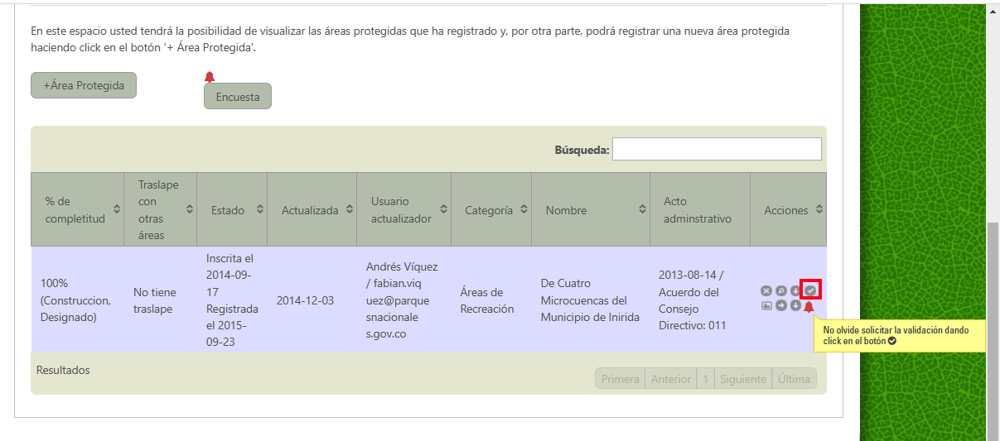 En este espacio usted tendrá la posibilidad de visualizar las áreas protegidas que ha registrado y, por otra parte, podrá registrar una nueva área protegida
haciendo click en el botón '+ Área Protegida'.
+Área Protegida
Encuesta
Búsqueda:
% de
completitud
Traslape
con
otras
áreas
Estado
Actualizada
Usuario
actualizador
Categoría
Nombre
Acto
adminstrativo
Acciones
100%
(Construccion,
Designado)
No tiene
traslape
Inscrita el
2014-09-
17
Registrada
el 2015-
09-23
2014-12-03
Andrés Víquez
/ fabian.viq
uez@parque
snacionale
s.gov.co
Áreas de
Recreación
De Cuatro
Microcuencas del
Municipio de Inirida
2013-08-14 /
Acuerdo del
Consejo
Directivo: 011
No olvide solicitar la validación dando
click en el botón
Resultados
Primera Anterior 1 Siguiente Última